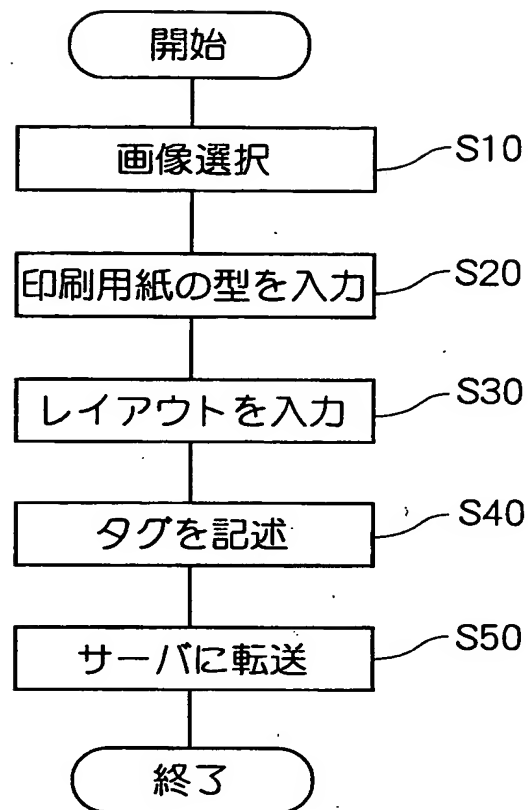 開始
画像選択
S10
印刷用紙の型を入力
S20
レイアウトを入力
S30
タグを記述
S40
サーバに転送
S50
終了